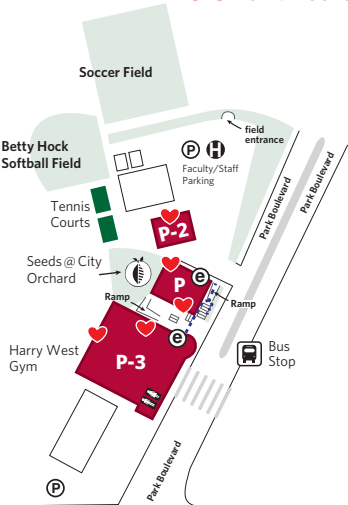 Soccer Field
field
entrance
Betty Hock
Softball Field
P
H
Faculty/Staff
Parking
Park Boulevard
Park Boulevard
Tennis
Courts
P-2
Seeds@City
Orchard
P
e
Ramp
Ramp
e
Harry West
Gym
P-3
Bus
Stop
Park Boulevard
P